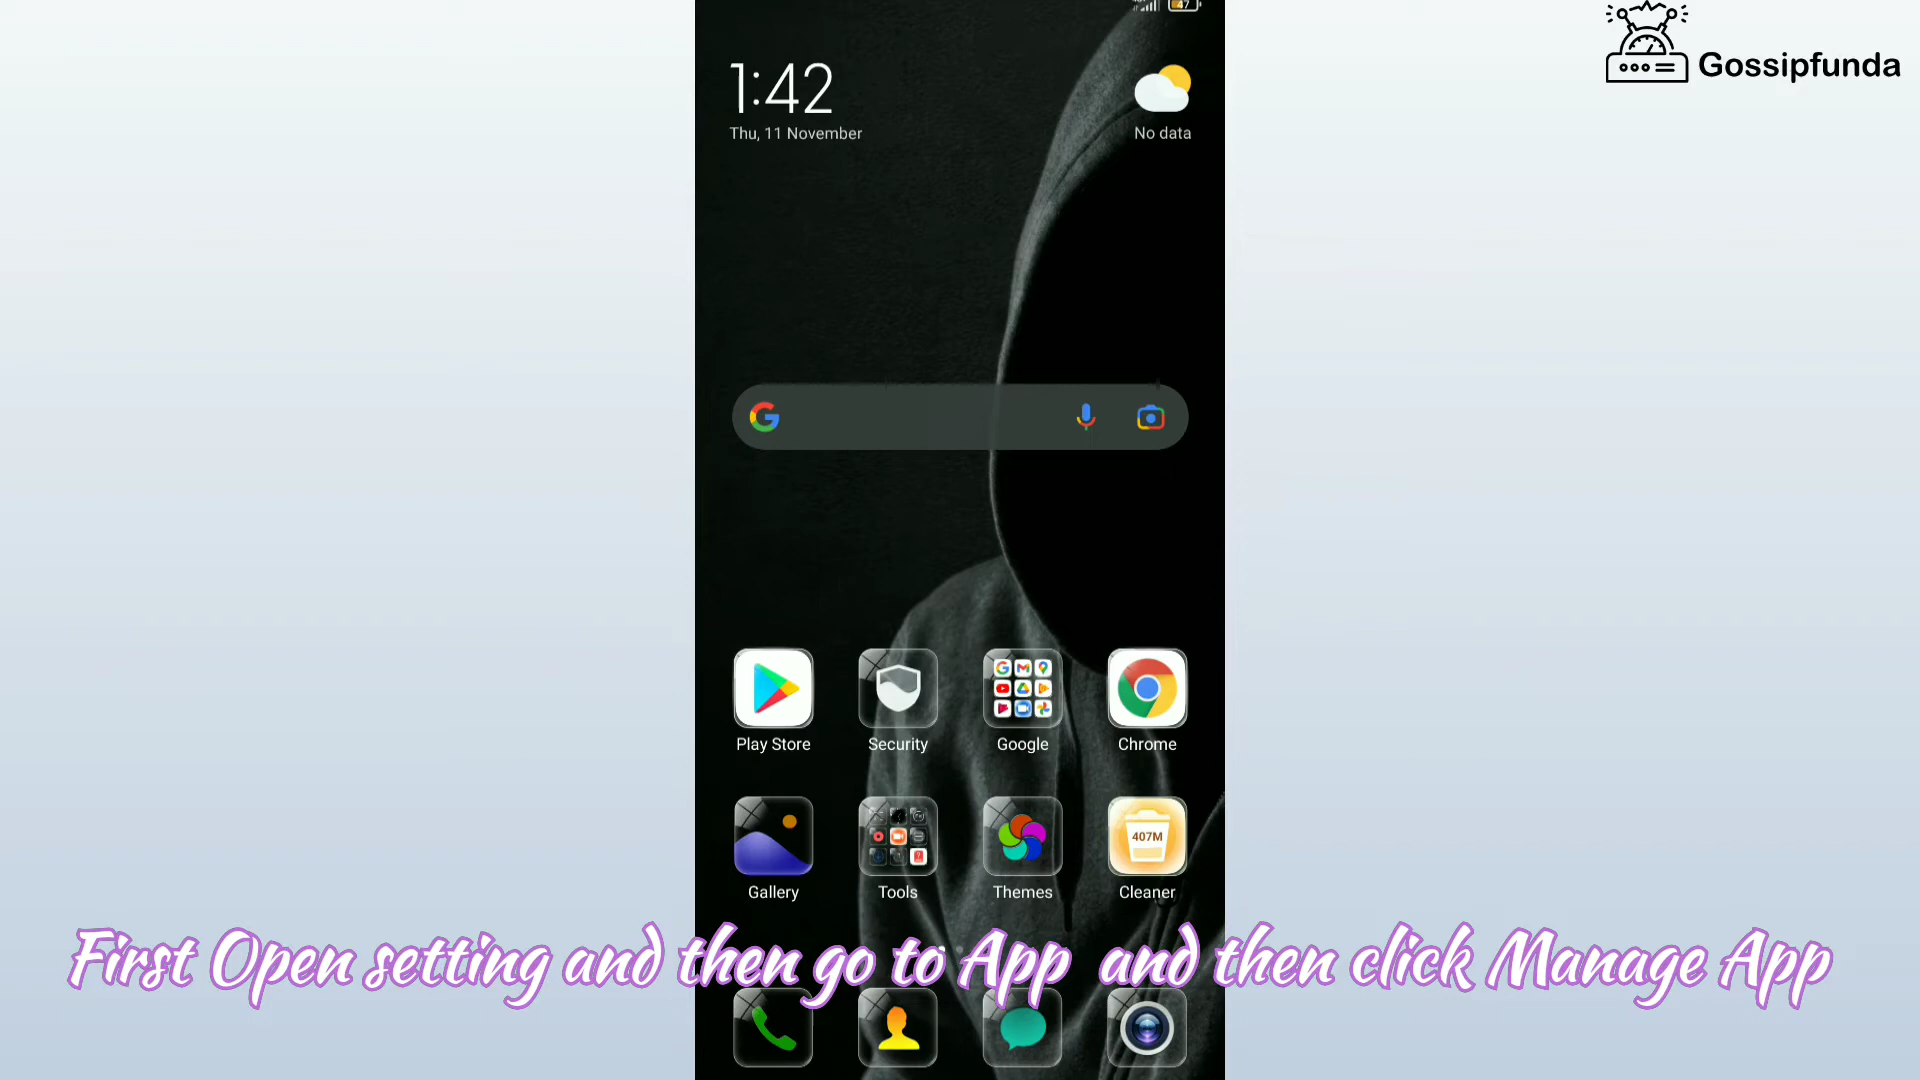 47
Gossipfunda
1:42
Thu, 11 November
No data
Play Store
Security
Google
Chrome
407M
Gallery
Tools
Themes
Cleaner
First Open setting and then go to App and then click Manage App